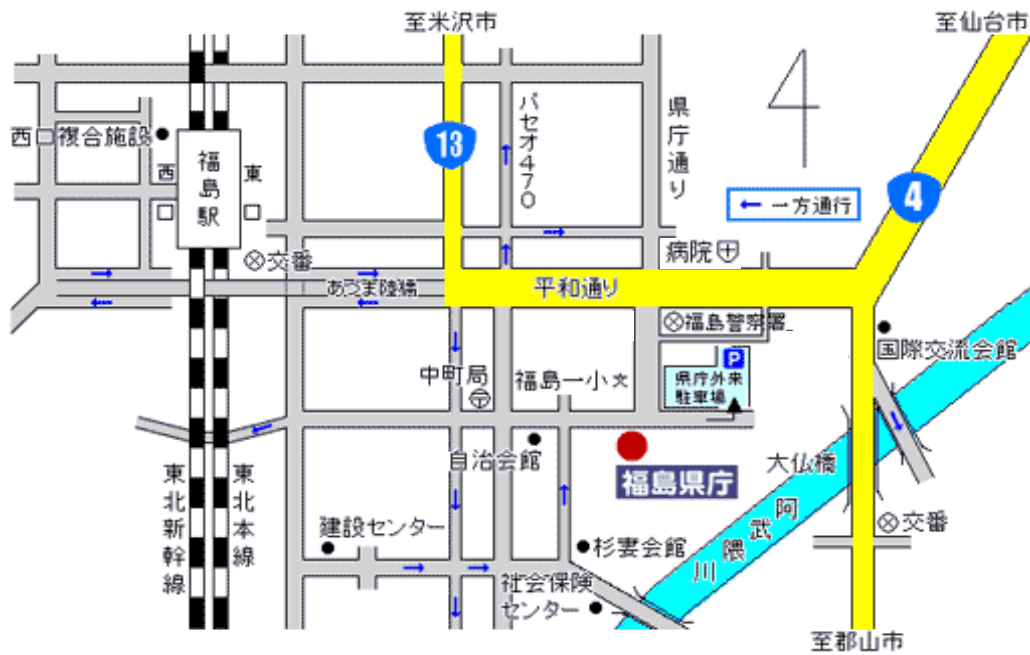 至米沢市
至仙台市
13
パセオ470
県庁通り
4
西口複合施設
福島駅
西口
東口
← 一方通行
病院
交番
あづま陸橋
平和通り
福島警察署
国際交流会館
P
県庁外来
駐車場
中町局
福島一小
文
自治会館
福島県庁
大仏橋
阿武隈川
東北新幹線
東北本線
建設センター
杉妻会館
交番
社会保険
センター
至郡山市